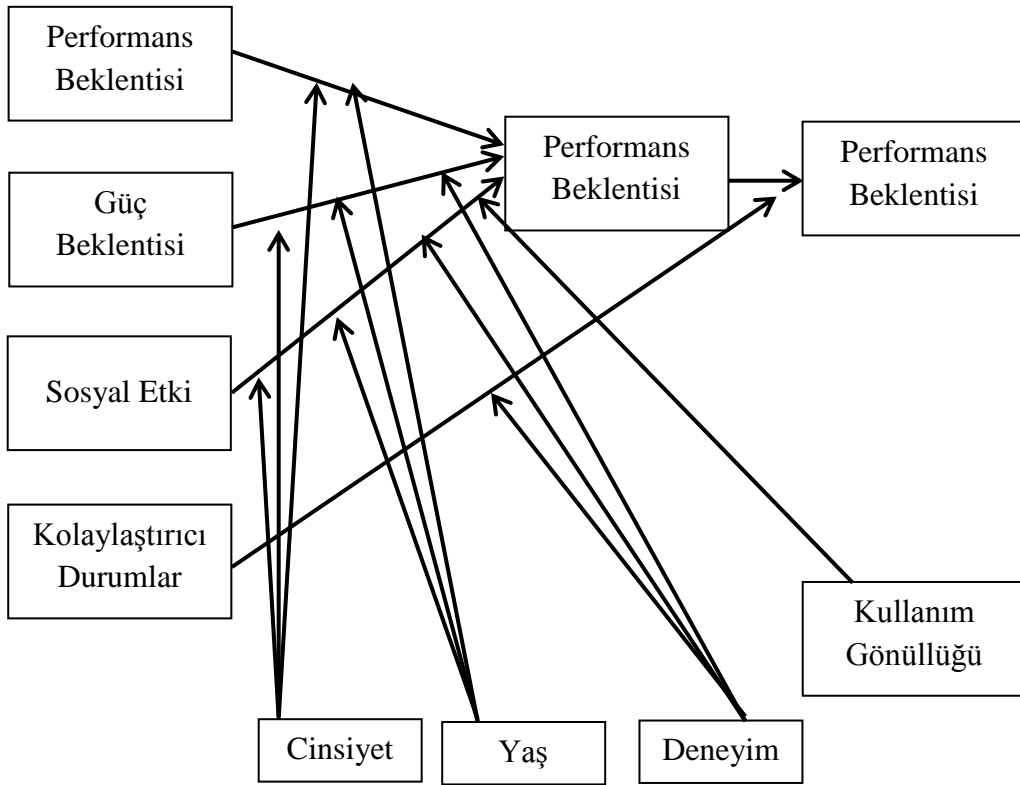 Performans
Beklentisi
Performans
Beklentisi
Performans
Beklentisi
Güç
Beklentisi
Sosyal Etki
Kolaylaştırıcı
Durumlar
Kullanım
Gönüllüğü
Cinsiyet
Yaş
Deneyim